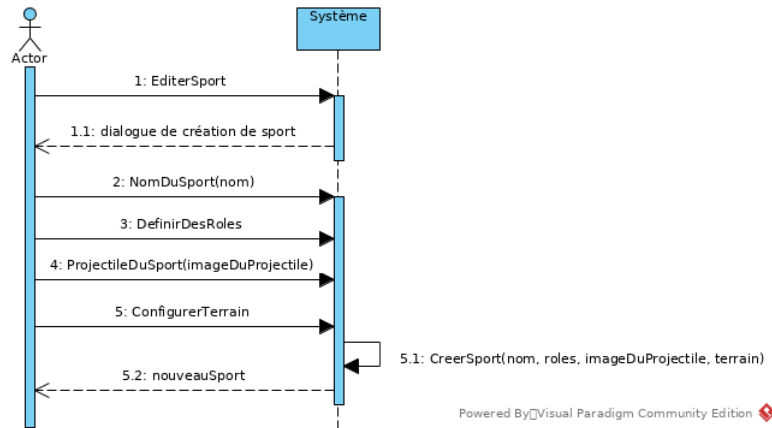 Système
Actor
1: EditerSport
1.1: dialogue de création de sport
2: NomDuSport(nom)
3: DefinirDesRoles
4: ProjectileDuSport(imageDuProjectile)
5: ConfigurerTerrain
5.1: CreerSport(nom, roles, imageDuProjectile, terrain)
5.2: nouveauSport
Powered By▯Visual Paradigm Community Edition